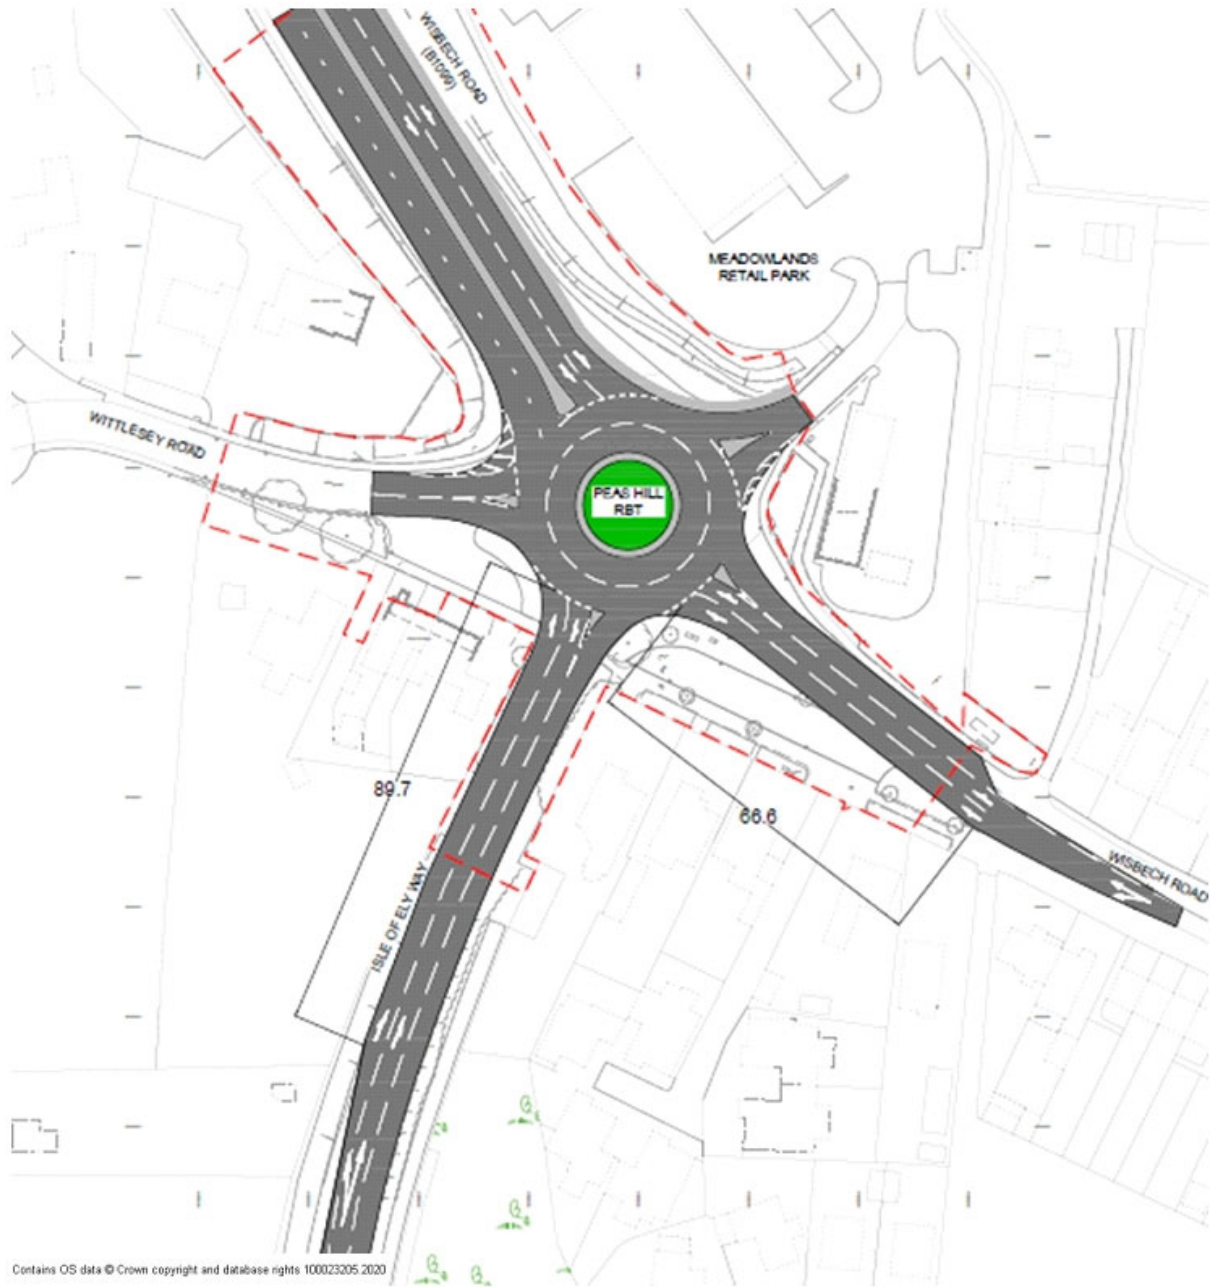 WISBECH ROAD
(B1099)
MEADOWLANDS
RETAIL PARK
WITTLESEY ROAD
PEAS HILL
RBT
89.7
66.6
ISLE OF ELY WAY
WISBECH ROAD
Contains OS data © Crown copyright and database rights 100023205 2020